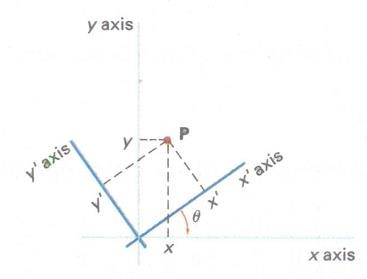 y axis
y
P
y' axis
x' axis
y'
x'
θ
x
x axis